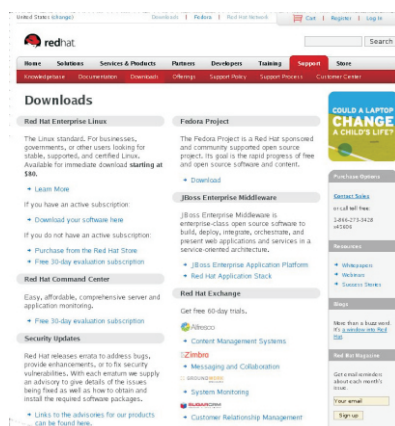 United States (change)
Downloads | Fedora | Red Hat Network
Cart | Register | Log In
redhat
Search
Home Solutions Services & Products Partners Developers Training Support Store
Knowledgebase Documentation Downloads Offerings Support Policy Support Process Customer Center
Downloads
Red Hat Enterprise Linux
The Linux standard. For businesses,
governments, or other users looking for
stable, supported, and certified Linux.
Available for immediate download starting at
$80.
Learn More
If you have an active subscription:
Download your software here
If you do not have an active subscription:
Purchase from the Red Hat Store
Free 30-day evaluation subscription
Red Hat Command Center
Easy, affordable, comprehensive server and
application monitoring.
Free 30-day evaluation subscription
Security Updates
Red Hat releases errata to address bugs,
provide enhancements, or to fix security
vulnerabilities. With each erratum we supply
an advisory to give details of the issues
being fixed as well as how to obtain and
install the required software packages.
Links to the advisories for our products
can be found here.
Fedora Project
The Fedora Project is a Red Hat sponsored
and community supported open source
project. Its goal is the rapid progress of free
and open source software and content.
Download
JBoss Enterprise Middleware
JBoss Enterprise Middleware is
enterprise-class open source software to
build, deploy, integrate, orchestrate, and
present web applications and services in a
service-oriented architecture.
JBoss Enterprise Application Platform
Red Hat Application Stack
Red Hat Exchange
Get free 60-day trials.
Alfresco
Content Management Systems
Zimbra
Messaging and Collaboration
GROUNDWORK
System Monitoring
SUGARCRM
Customer Relationship Management
COULD A LAPTOP
CHANGE
A CHILD'S LIFE?
Purchase Options
Contact Sales
or call toll free:
Resources
Whitepapers
Webinars
Success Stories
Blogs
More than a buzz word.
It's a window into Red
Hat.
Red Hat Magazine
Get email reminders
about each month's
issue.
Your email
Sign up